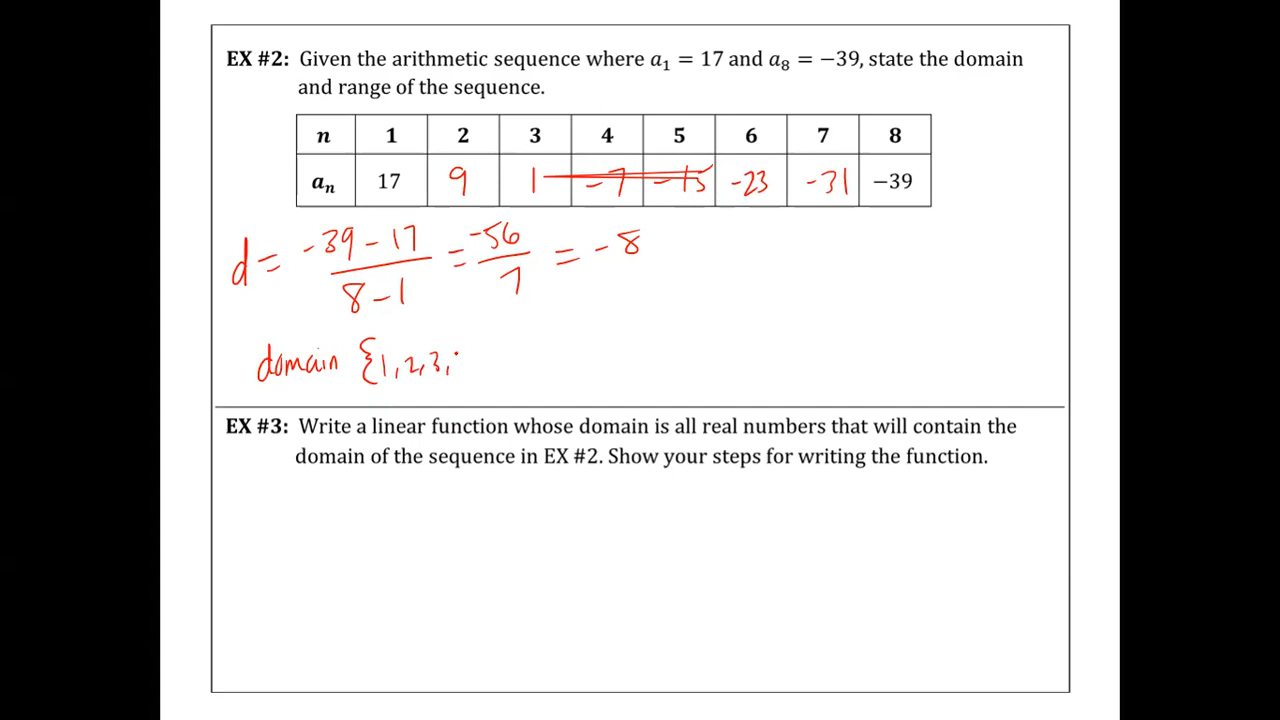 EX #2: Given the arithmetic sequence where a₁ = 17 and a₈ = −39, state the domain
and range of the sequence.
n 1 2 3 4 5 6 7 8
aₙ 17 9 1 -7 -15 -23 -31 −39
d = -39 - 17 / 8 - 1 = -56 / 7 = -8
domain {1, 2, 3, .
EX #3: Write a linear function whose domain is all real numbers that will contain the
domain of the sequence in EX #2. Show your steps for writing the function.